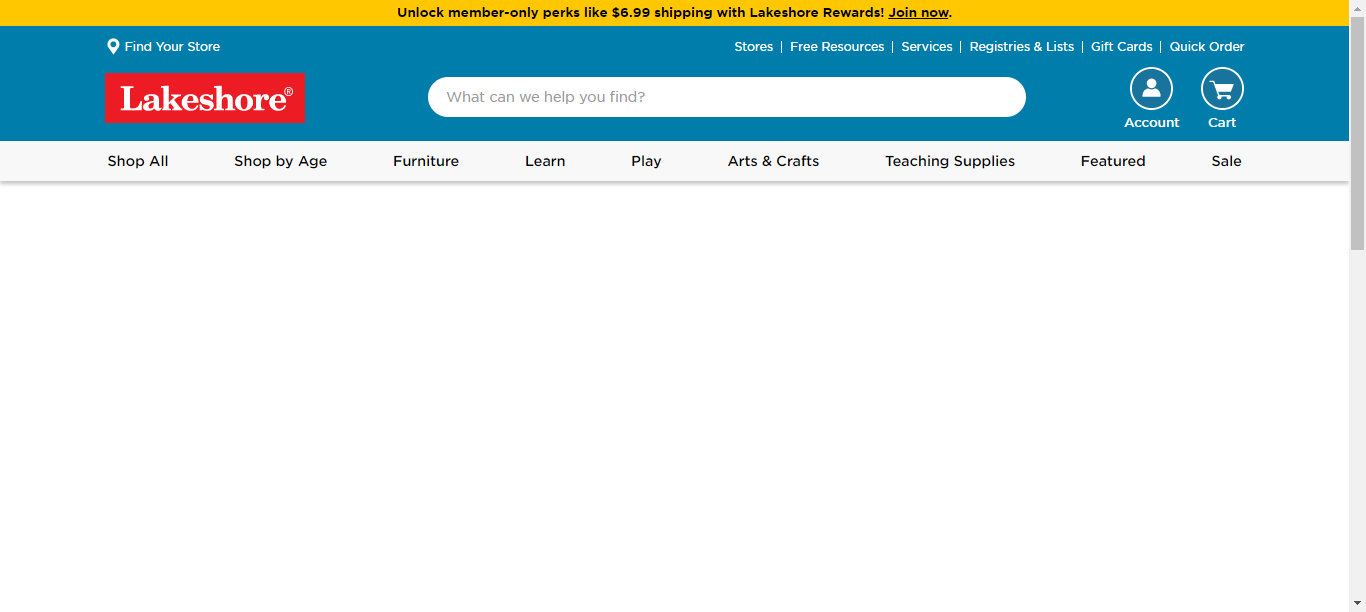 Unlock member-only perks like $6.99 shipping with Lakeshore Rewards! Join now.
Find Your Store
Stores | Free Resources | Services | Registries & Lists | Gift Cards | Quick Order
Lakeshore®
What can we help you find?
Account
Cart
Shop All
Shop by Age
Furniture
Learn
Play
Arts & Crafts
Teaching Supplies
Featured
Sale